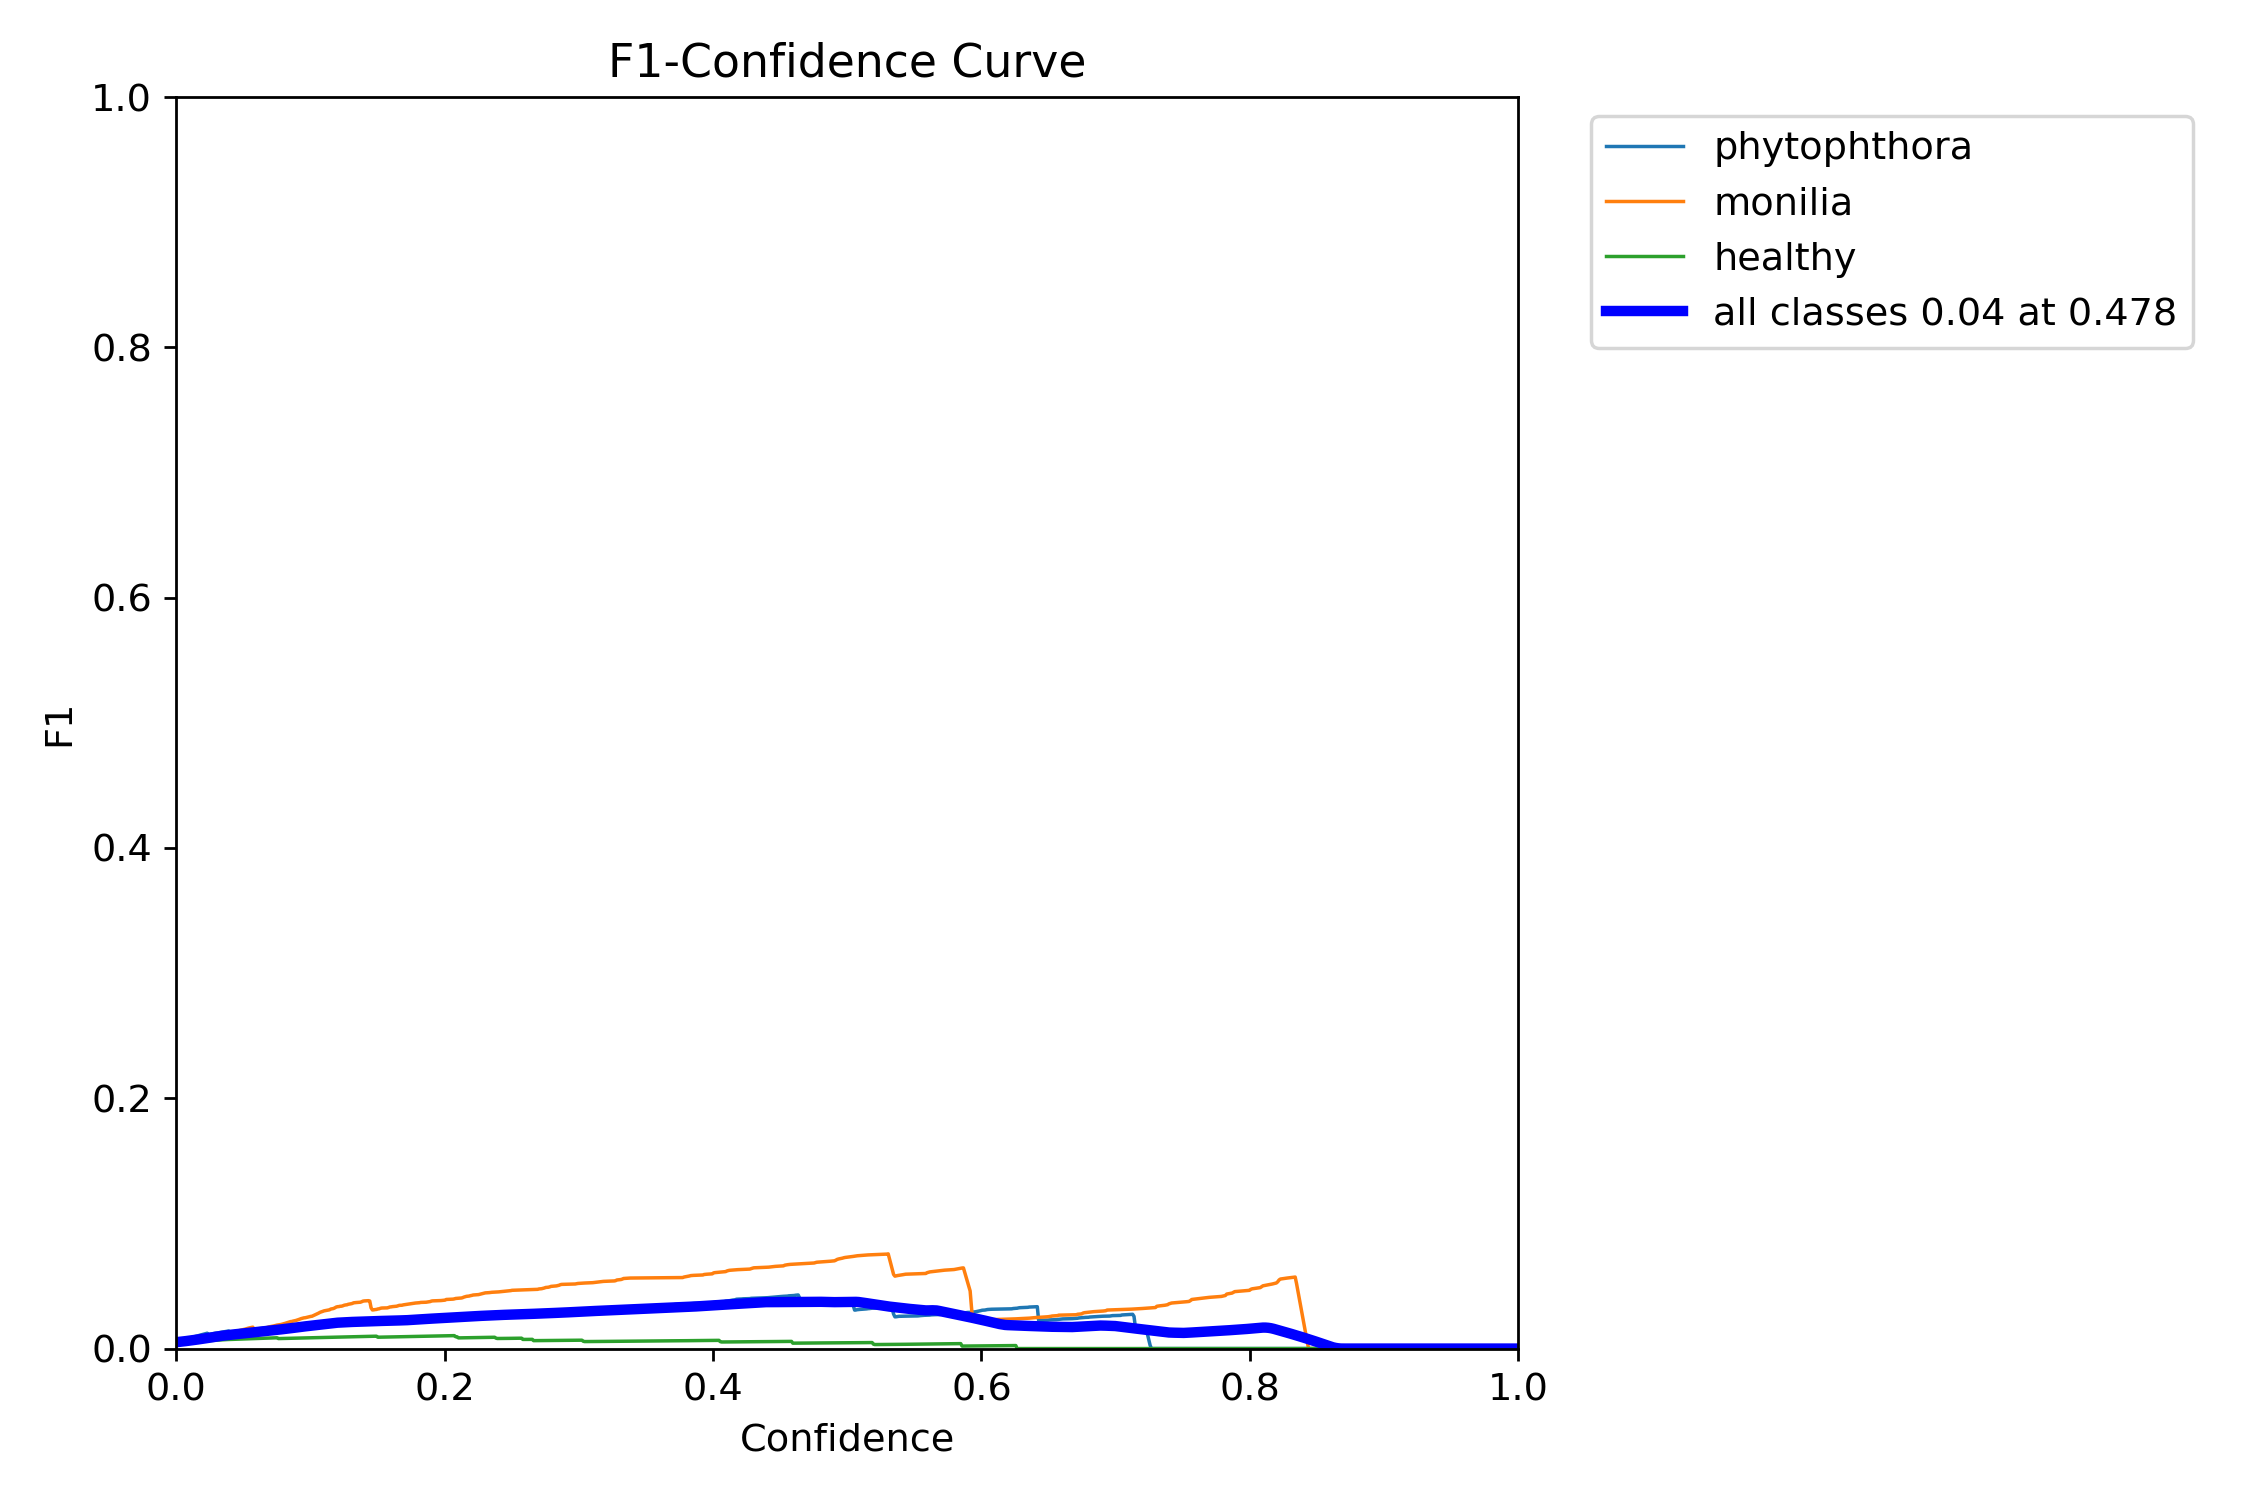 F1-Confidence Curve
1.0
0.8
0.6
0.4
0.2
0.0
F1
0.0 0.2 0.4 0.6 0.8 1.0
Confidence
phytophthora
monilia
healthy
all classes 0.04 at 0.478